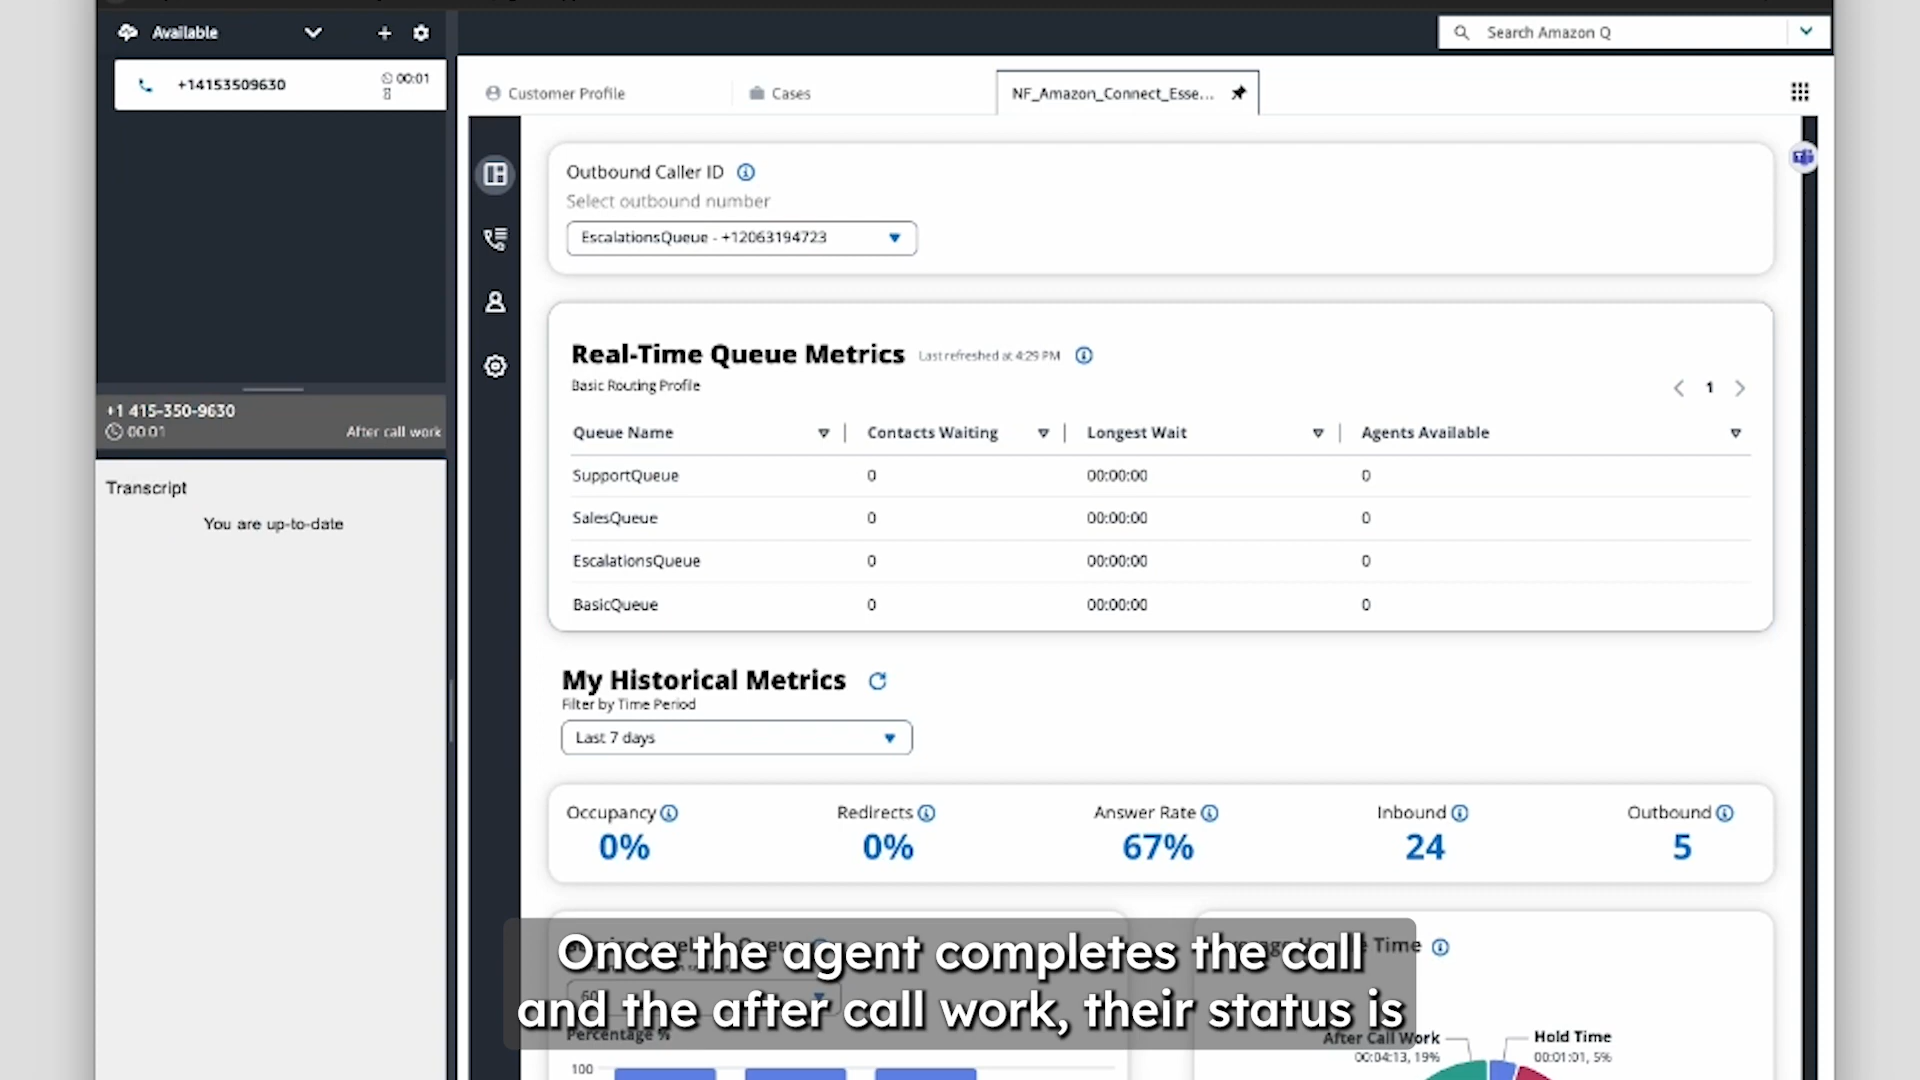 Available
Search Amazon Q
+14153509630
00:01
Customer Profile
Cases
NF_Amazon_Connect_Esse...
Outbound Caller ID
Select outbound number
EscalationsQueue - +12063194723
Real-Time Queue Metrics
Last refreshed at 4:29 PM
Basic Routing Profile
1
Queue Name
Contacts Waiting
Longest Wait
Agents Available
SupportQueue 0 00:00:00 0
SalesQueue 0 00:00:00 0
EscalationsQueue 0 00:00:00 0
BasicQueue 0 00:00:00 0
+1 415-350-9630
00:01
After call work
Transcript
You are up-to-date
My Historical Metrics
Filter by Time Period
Last 7 days
Occupancy
0%
Redirects
0%
Answer Rate
67%
Inbound
24
Outbound
5
Time
Once the agent completes the call
and the after call work, their status is
Percentage %
100
After Call Work
00:04:13, 19%
Hold Time
00:01:01, 5%